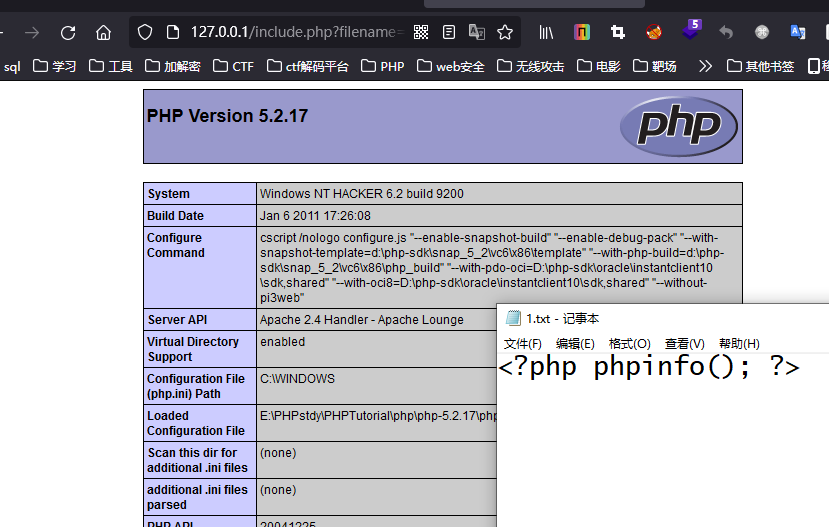 127.0.0.1/include.php?filename=
5
sql 学习 工具 加解密 CTF ctf解码平台 PHP web安全 无线攻击 电影 靶场 其他书签
PHP Version 5.2.17
php
System Windows NT HACKER 6.2 build 9200
Build Date Jan 6 2011 17:26:08
Configure Command cscript /nologo configure.js "--enable-snapshot-build" "--enable-debug-pack" "--with-
snapshot-template=d:\php-sdk\snap_5_2\vc6\x86\template" "--with-php-build=d:\php-
sdk\snap_5_2\vc6\x86\php_build" "--with-pdo-oci=D:\php-sdk\oracle\instantclient10
\sdk,shared" "--with-oci8=D:\php-sdk\oracle\instantclient10\sdk,shared" "--without-
pi3web"
Server API Apache 2.4 Handler - Apache Lounge
Virtual Directory
Support enabled
Configuration File
(php.ini) Path C:\WINDOWS
Loaded
Configuration File E:\PHPstdy\PHPTutorial\php\php-5.2.17\php
Scan this dir for
additional .ini files (none)
additional .ini files
parsed (none)
PHP API 20041225
1.txt - 记事本
文件(F) 编辑(E) 格式(O) 查看(V) 帮助(H)
<?php phpinfo(); ?>